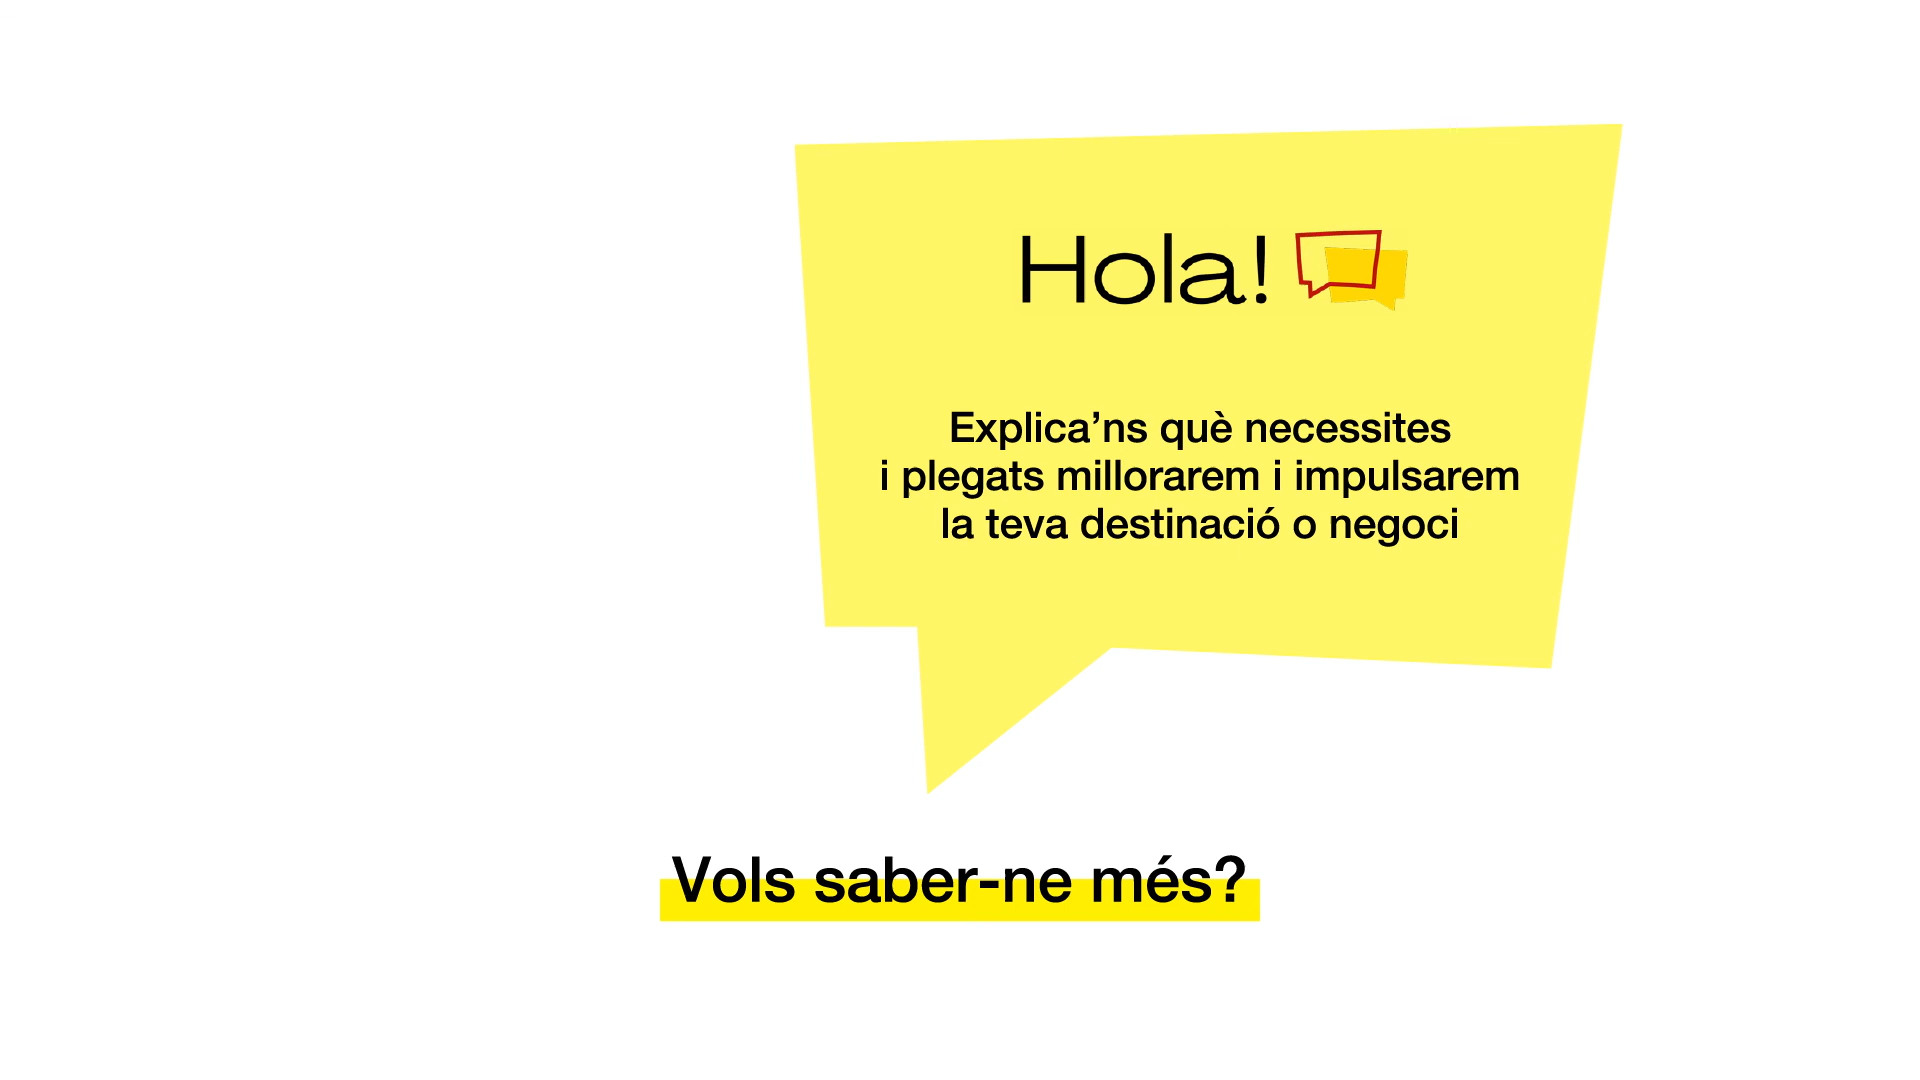 Hola!
Explica’ns què necessites
i plegats millorarem i impulsarem
la teva destinació o negoci
Vols saber-ne més?